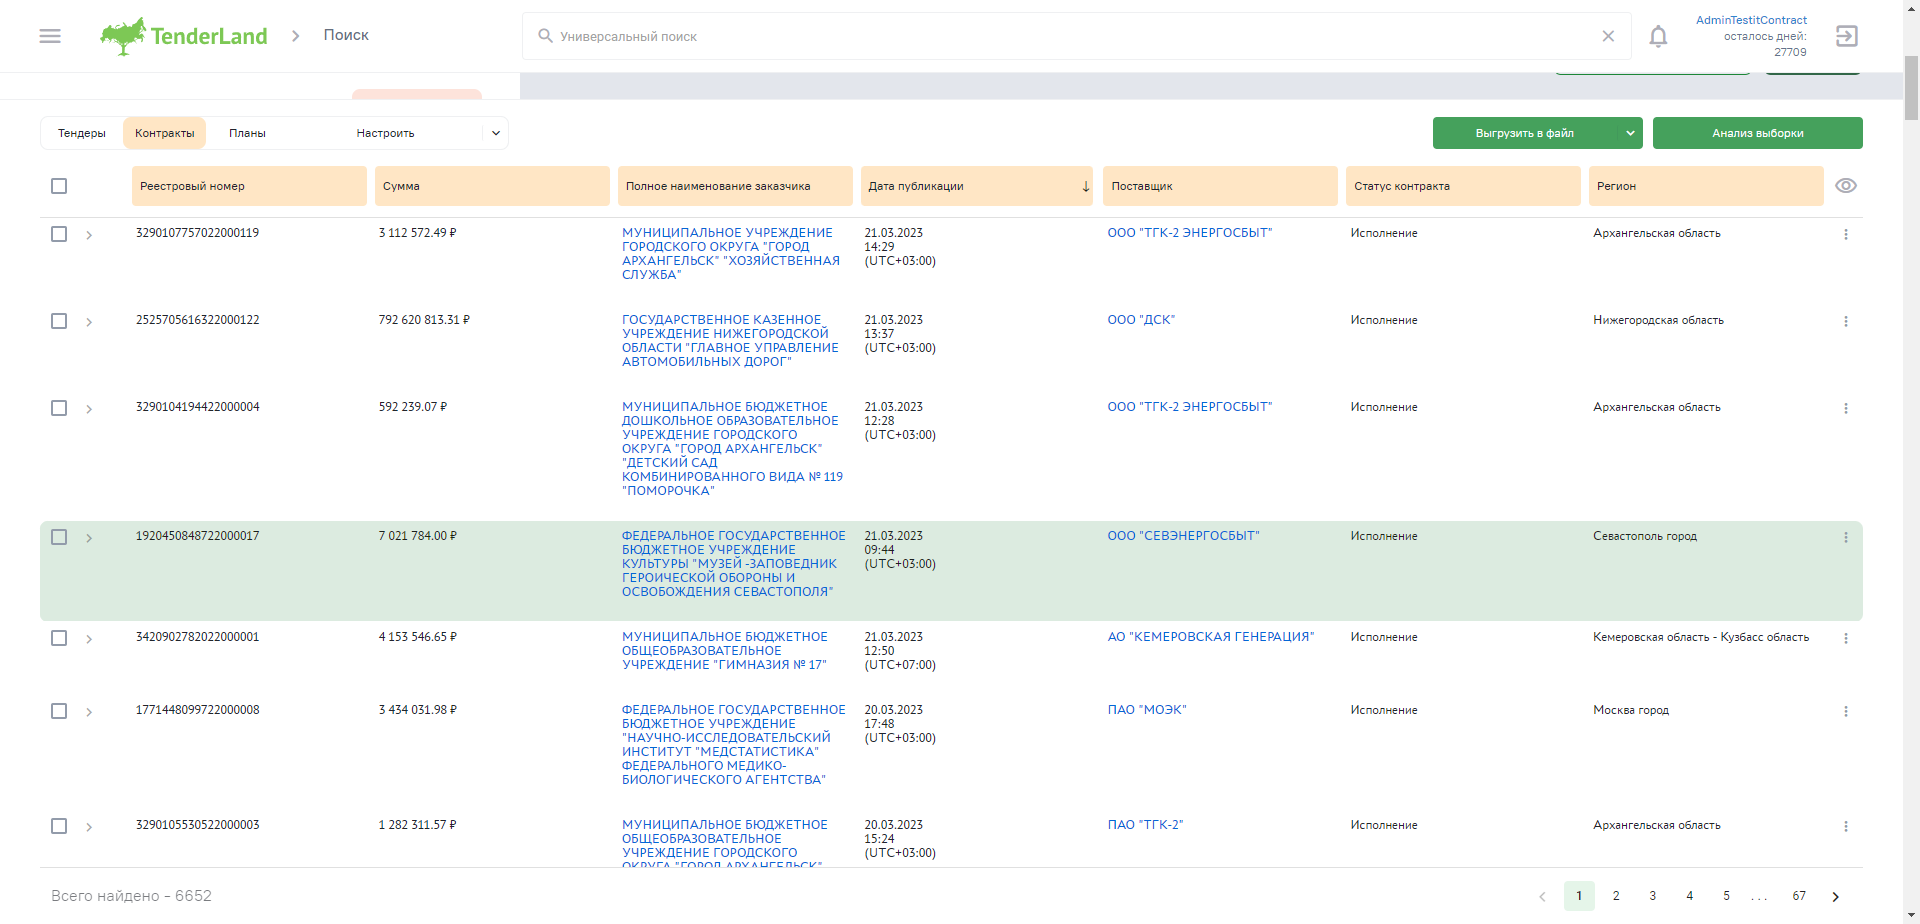 TenderLand
Поиск
Универсальный поиск
AdminTestitContract
осталось дней:
27709
Тендеры
Контракты
Планы
Настроить
Выгрузить в файл
Анализ выборки
Реестровый номер
Сумма
Полное наименование заказчика
Дата публикации
Поставщик
Статус контракта
Регион
3290107757022000119
3 112 572.49 ₽
МУНИЦИПАЛЬНОЕ УЧРЕЖДЕНИЕ
ГОРОДСКОГО ОКРУГА "ГОРОД
АРХАНГЕЛЬСК" "ХОЗЯЙСТВЕННАЯ
СЛУЖБА"
21.03.2023
14:29
(UTC+03:00)
ООО "ТГК-2 ЭНЕРГОСБЫТ"
Исполнение
Архангельская область
2525705616322000122
792 620 813.31 ₽
ГОСУДАРСТВЕННОЕ КАЗЕННОЕ
УЧРЕЖДЕНИЕ НИЖЕГОРОДСКОЙ
ОБЛАСТИ "ГЛАВНОЕ УПРАВЛЕНИЕ
АВТОМОБИЛЬНЫХ ДОРОГ"
21.03.2023
13:37
(UTC+03:00)
ООО "ДСК"
Исполнение
Нижегородская область
3290104194422000004
592 239.07 ₽
МУНИЦИПАЛЬНОЕ БЮДЖЕТНОЕ
ДОШКОЛЬНОЕ ОБРАЗОВАТЕЛЬНОЕ
УЧРЕЖДЕНИЕ ГОРОДСКОГО
ОКРУГА "ГОРОД АРХАНГЕЛЬСК"
"ДЕТСКИЙ САД
КОМБИНИРОВАННОГО ВИДА № 119
"ПОМОРОЧКА"
21.03.2023
12:28
(UTC+03:00)
ООО "ТГК-2 ЭНЕРГОСБЫТ"
Исполнение
Архангельская область
1920450848722000017
7 021 784.00 ₽
ФЕДЕРАЛЬНОЕ ГОСУДАРСТВЕННОЕ
БЮДЖЕТНОЕ УЧРЕЖДЕНИЕ
КУЛЬТУРЫ "МУЗЕЙ -ЗАПОВЕДНИК
ГЕРОИЧЕСКОЙ ОБОРОНЫ И
ОСВОБОЖДЕНИЯ СЕВАСТОПОЛЯ"
21.03.2023
09:44
(UTC+03:00)
ООО "СЕВЭНЕРГОСБЫТ"
Исполнение
Севастополь город
3420902782022000001
4 153 546.65 ₽
МУНИЦИПАЛЬНОЕ БЮДЖЕТНОЕ
ОБЩЕОБРАЗОВАТЕЛЬНОЕ
УЧРЕЖДЕНИЕ "ГИМНАЗИЯ № 17"
21.03.2023
12:50
(UTC+07:00)
АО "КЕМЕРОВСКАЯ ГЕНЕРАЦИЯ"
Исполнение
Кемеровская область - Кузбасс область
1771448099722000008
3 434 031.98 ₽
ФЕДЕРАЛЬНОЕ ГОСУДАРСТВЕННОЕ
БЮДЖЕТНОЕ УЧРЕЖДЕНИЕ
"НАУЧНО-ИССЛЕДОВАТЕЛЬСКИЙ
ИНСТИТУТ "МЕДСТАТИСТИКА"
ФЕДЕРАЛЬНОГО МЕДИКО-
БИОЛОГИЧЕСКОГО АГЕНТСТВА"
20.03.2023
17:48
(UTC+03:00)
ПАО "МОЭК"
Исполнение
Москва город
3290105530522000003
1 282 311.57 ₽
МУНИЦИПАЛЬНОЕ БЮДЖЕТНОЕ
ОБЩЕОБРАЗОВАТЕЛЬНОЕ
УЧРЕЖДЕНИЕ ГОРОДСКОГО
ОКРУГА "ГОРОД АРХАНГЕЛЬСК"
20.03.2023
15:24
(UTC+03:00)
ПАО "ТГК-2"
Исполнение
Архангельская область
Всего найдено - 6652
1 2 3 4 5 ... 67